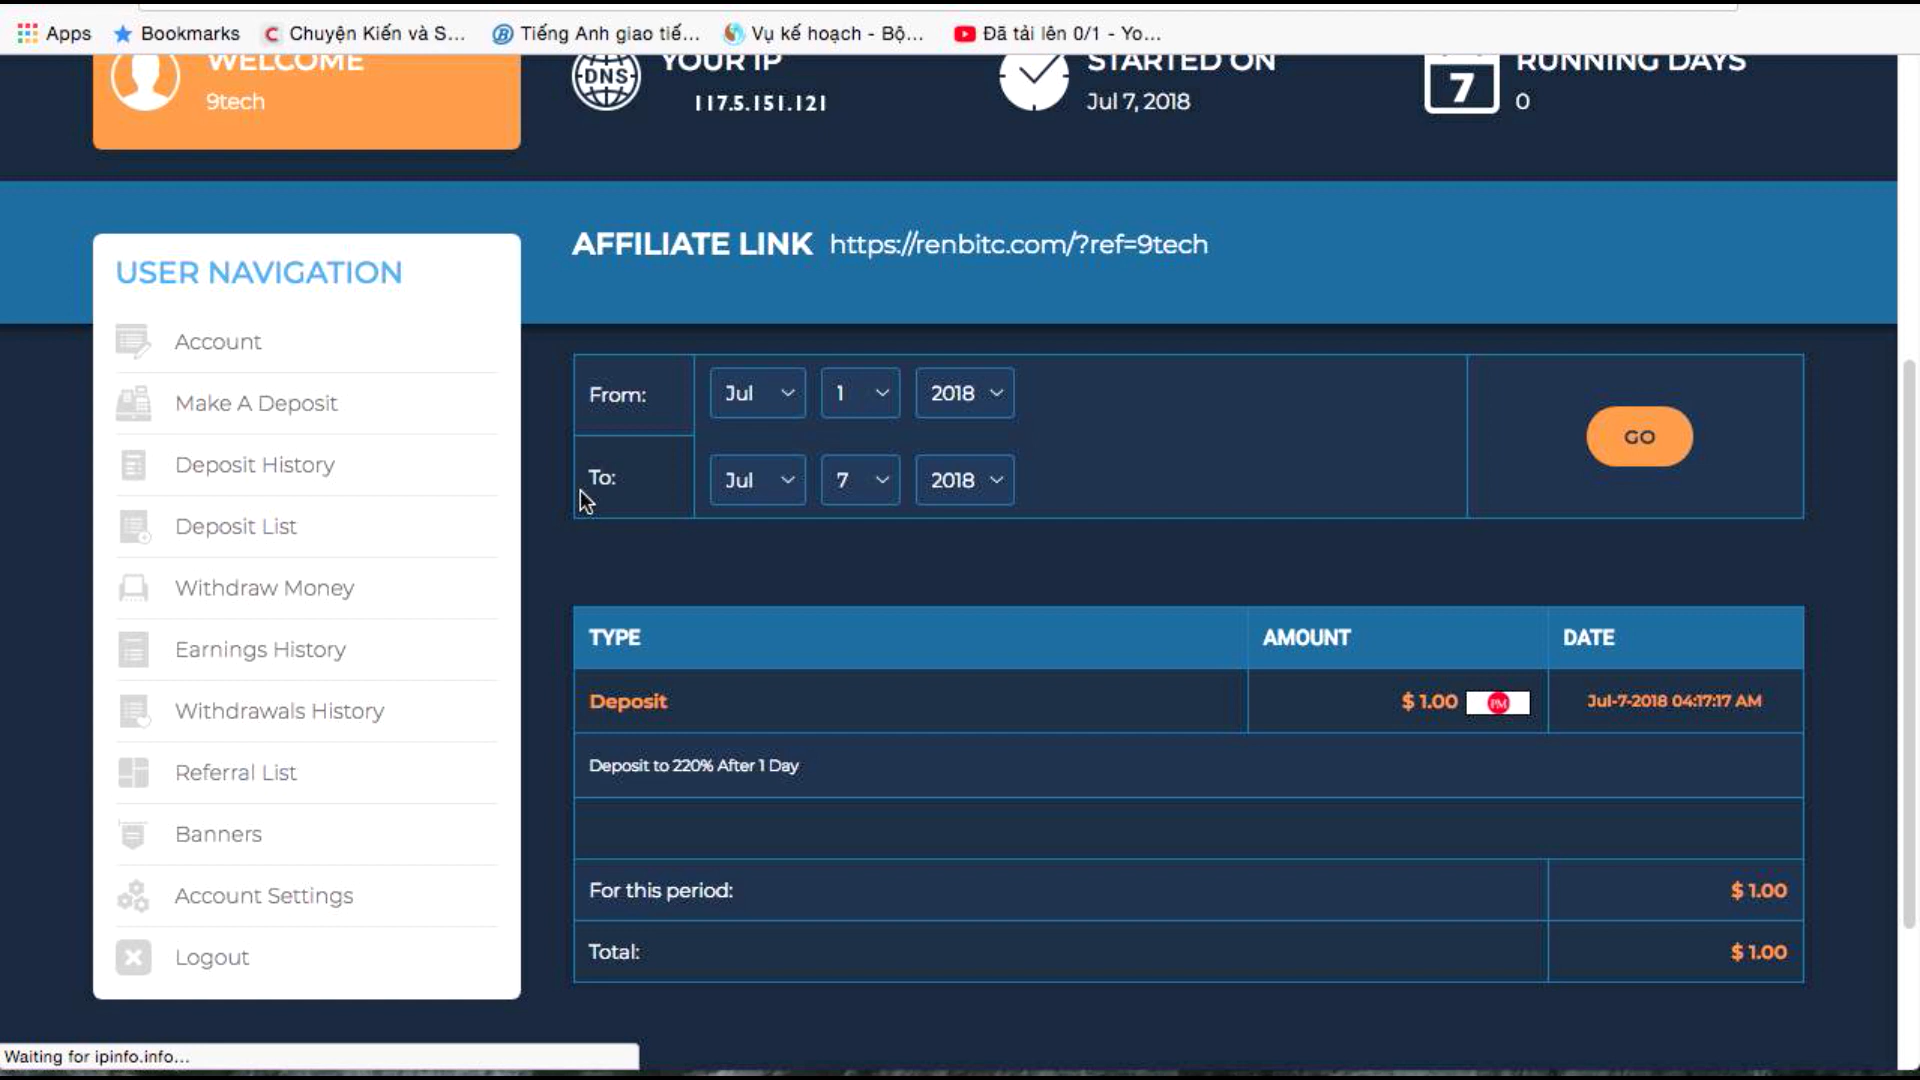 Apps Bookmarks Chuyện Kiến và S... Tiếng Anh giao tiế... Vụ kế hoạch - Bộ... Đã tải lên 0/1 - Yo...
WELCOME
9tech
YOUR IP
117.5.151.121
STARTED ON
Jul 7, 2018
RUNNING DAYS
0
DNS
7
AFFILIATE LINK https://renbitc.com/?ref=9tech
USER NAVIGATION
Account
Make A Deposit
Deposit History
Deposit List
Withdraw Money
Earnings History
Withdrawals History
Referral List
Banners
Account Settings
Logout
From: Jul 1 2018
To: Jul 7 2018
GO
TYPE AMOUNT DATE
Deposit $ 1.00 PM Jul-7-2018 04:17:17 AM
Deposit to 220% After 1 Day
For this period: $ 1.00
Total: $ 1.00
Waiting for ipinfo.info...